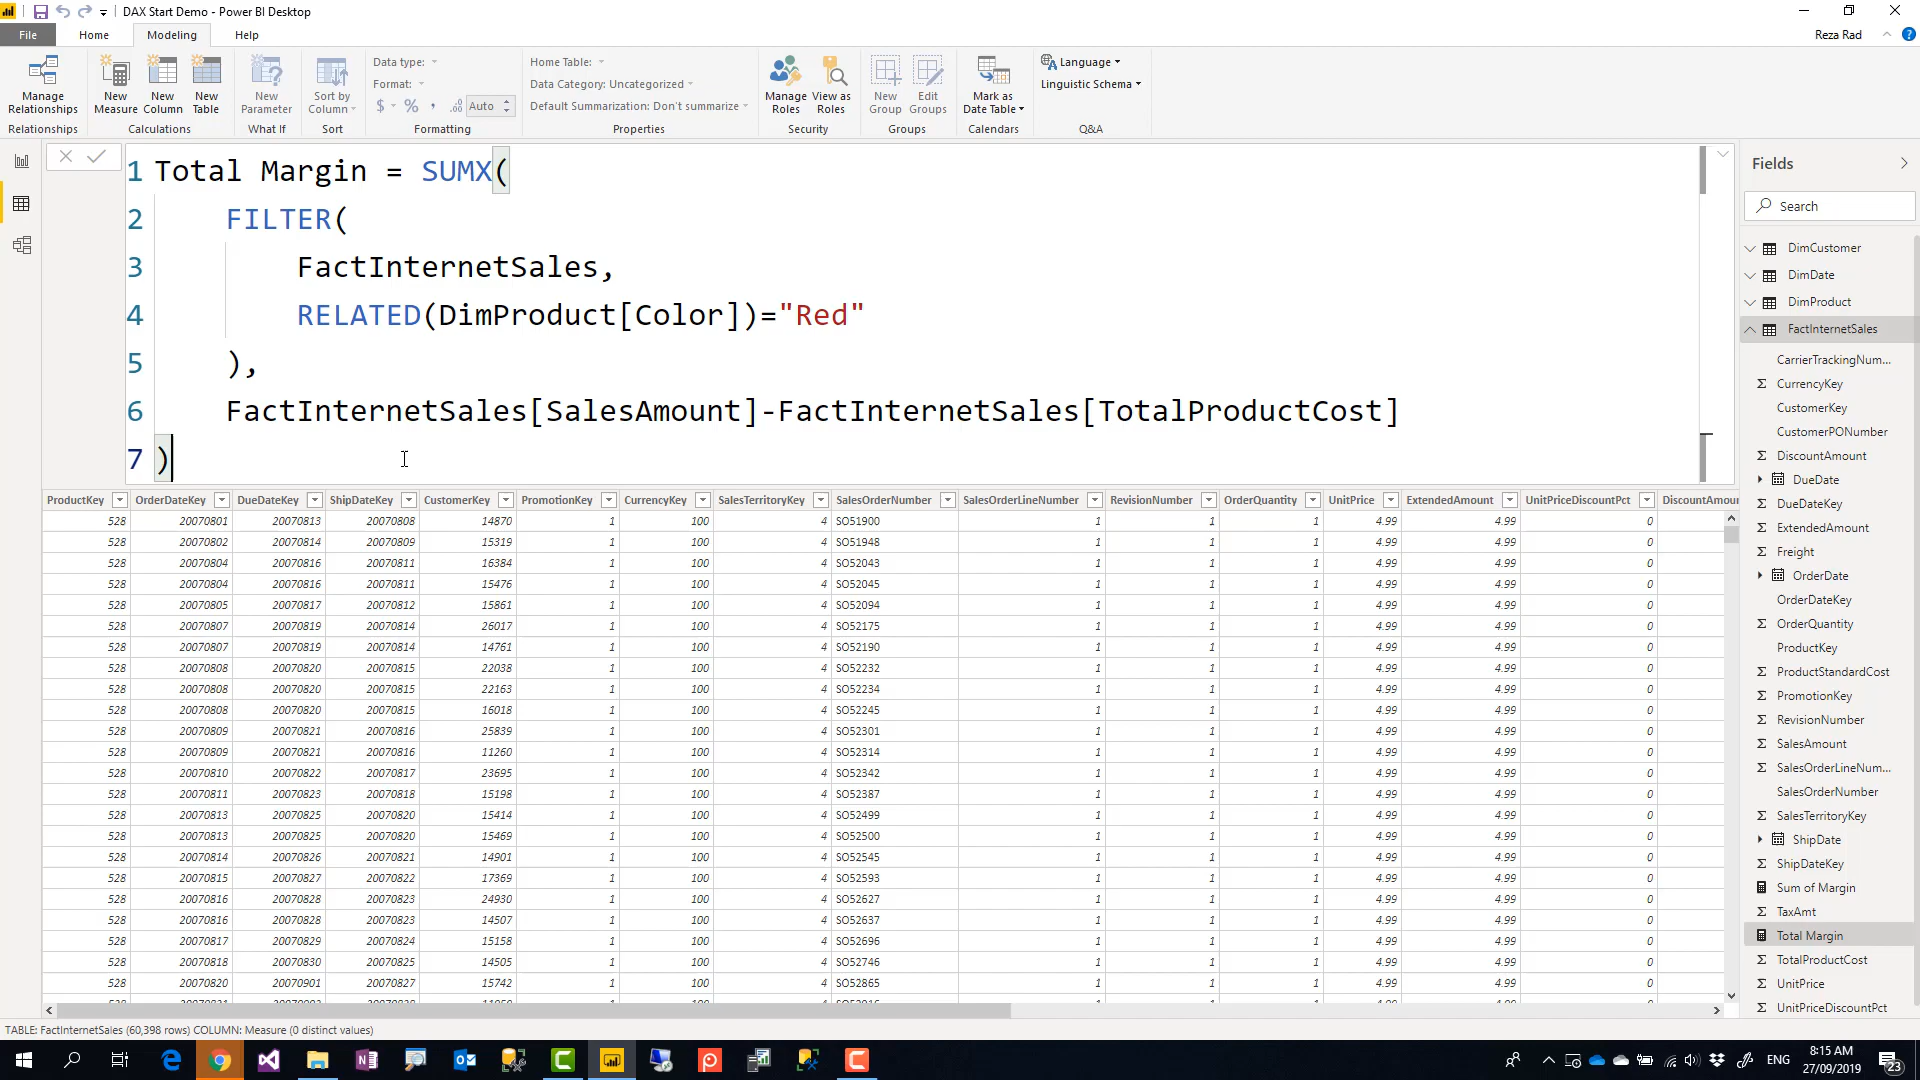 DAX Start Demo - Power BI Desktop
File Home Modeling Help
Reza Rad
Manage Relationships
New Measure
New Column
New Table
New Parameter
Sort by Column
Data type:
Format:
$ % , Auto
Home Table:
Data Category: Uncategorized
Default Summarization: Don't summarize
Manage Roles
View as Roles
New Group
Edit Groups
Mark as Date Table
Language
Linguistic Schema
Relationships Calculations What If Sort Formatting Properties Security Groups Calendars Q&A
1 Total Margin = SUMX(
2 FILTER(
3 FactInternetSales,
4 RELATED(DimProduct[Color])="Red"
5 ),
6 FactInternetSales[SalesAmount]-FactInternetSales[TotalProductCost]
7 )
ProductKey OrderDateKey DueDateKey ShipDateKey CustomerKey PromotionKey CurrencyKey SalesTerritoryKey SalesOrderNumber SalesOrderLineNumber RevisionNumber OrderQuantity UnitPrice ExtendedAmount UnitPriceDiscountPct DiscountAmoun
528 20070801 20070813 20070808 14870 1 100 4 SO51900 1 1 1 4.99 4.99 0
528 20070802 20070814 20070809 15319 1 100 4 SO51948 1 1 1 4.99 4.99 0
528 20070804 20070816 20070811 16384 1 100 4 SO52043 1 1 1 4.99 4.99 0
528 20070804 20070816 20070811 15476 1 100 4 SO52045 1 1 1 4.99 4.99 0
528 20070805 20070817 20070812 15861 1 100 4 SO52094 1 1 1 4.99 4.99 0
528 20070807 20070819 20070814 26017 1 100 4 SO52175 1 1 1 4.99 4.99 0
528 20070807 20070819 20070814 14761 1 100 4 SO52190 1 1 1 4.99 4.99 0
528 20070808 20070820 20070815 22038 1 100 4 SO52232 1 1 1 4.99 4.99 0
528 20070808 20070820 20070815 22163 1 100 4 SO52234 1 1 1 4.99 4.99 0
528 20070808 20070820 20070815 16018 1 100 4 SO52245 1 1 1 4.99 4.99 0
528 20070809 20070821 20070816 25839 1 100 4 SO52301 1 1 1 4.99 4.99 0
528 20070809 20070821 20070816 11260 1 100 4 SO52314 1 1 1 4.99 4.99 0
528 20070810 20070822 20070817 23695 1 100 4 SO52342 1 1 1 4.99 4.99 0
528 20070811 20070823 20070818 15198 1 100 4 SO52387 1 1 1 4.99 4.99 0
528 20070813 20070825 20070820 15414 1 100 4 SO52499 1 1 1 4.99 4.99 0
528 20070813 20070825 20070820 15469 1 100 4 SO52500 1 1 1 4.99 4.99 0
528 20070814 20070826 20070821 14901 1 100 4 SO52545 1 1 1 4.99 4.99 0
528 20070815 20070827 20070822 17369 1 100 4 SO52593 1 1 1 4.99 4.99 0
528 20070816 20070828 20070823 24930 1 100 4 SO52627 1 1 1 4.99 4.99 0
528 20070816 20070828 20070823 14507 1 100 4 SO52637 1 1 1 4.99 4.99 0
528 20070817 20070829 20070824 15158 1 100 4 SO52696 1 1 1 4.99 4.99 0
528 20070818 20070830 20070825 14505 1 100 4 SO52746 1 1 1 4.99 4.99 0
528 20070820 20070901 20070827 15742 1 100 4 SO52865 1 1 1 4.99 4.99 0
Fields
Search
DimCustomer
DimDate
DimProduct
FactInternetSales
CarrierTrackingNum...
CurrencyKey
CustomerKey
CustomerPONumber
DiscountAmount
DueDate
DueDateKey
ExtendedAmount
Freight
OrderDate
OrderDateKey
OrderQuantity
ProductKey
ProductStandardCost
PromotionKey
RevisionNumber
SalesAmount
SalesOrderLineNum...
SalesOrderNumber
SalesTerritoryKey
ShipDate
ShipDateKey
Sum of Margin
TaxAmt
Total Margin
TotalProductCost
UnitPrice
UnitPriceDiscountPct
TABLE: FactInternetSales (60,398 rows) COLUMN: Measure (0 distinct values)
ENG
8:15 AM
27/09/2019
23